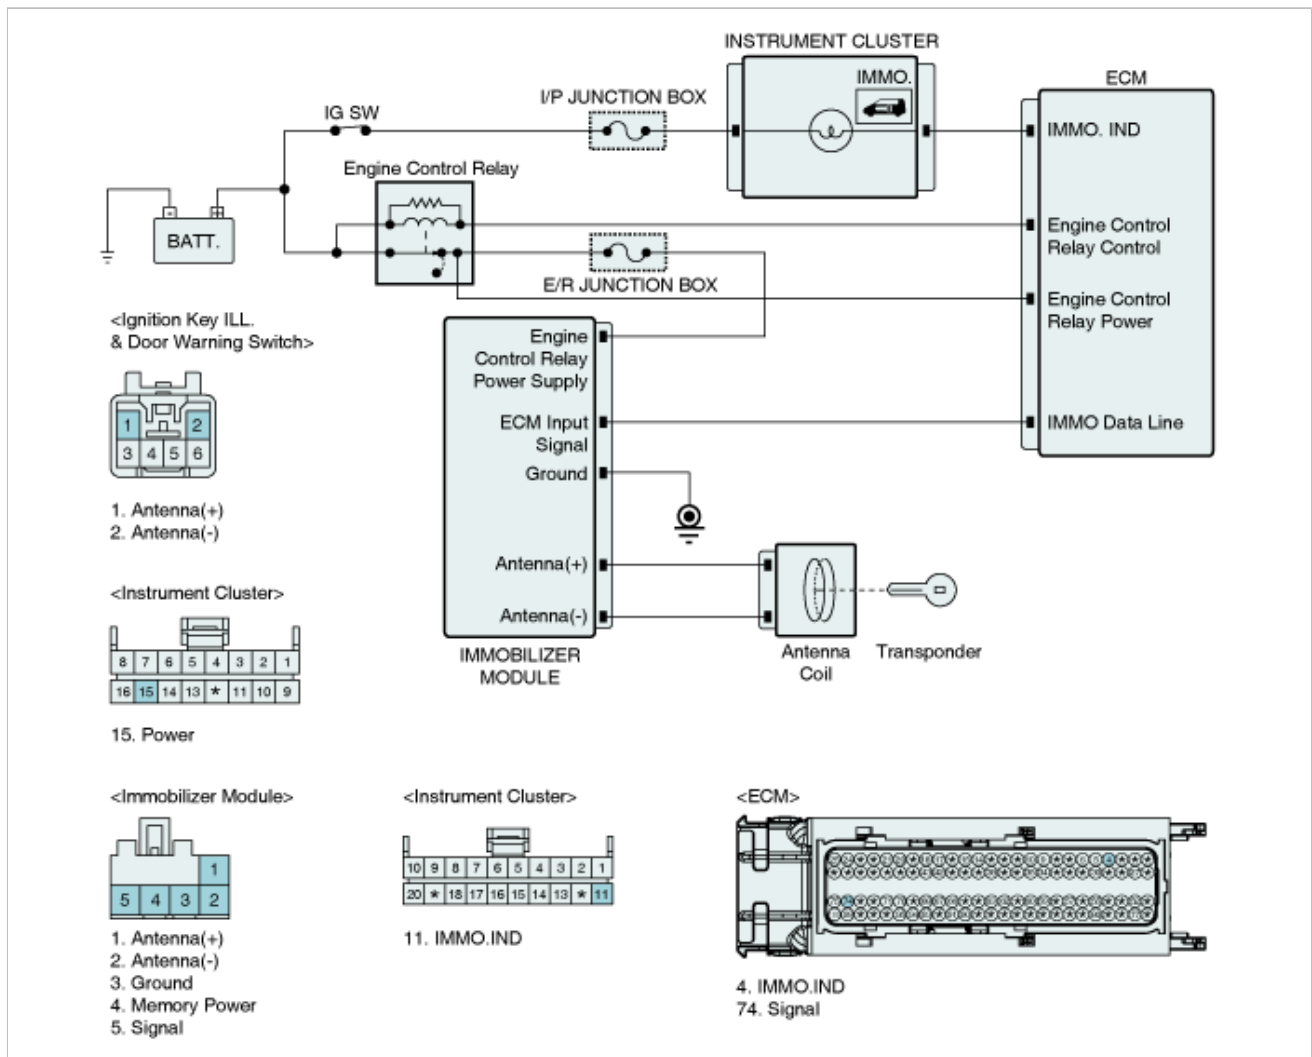 INSTRUMENT CLUSTER
IMMO.
ECM
I/P JUNCTION BOX
IG SW
IMMO. IND
Engine Control Relay
- +
BATT.
Engine Control
Relay Control
E/R JUNCTION BOX
Engine Control
Relay Power
<Ignition Key ILL.
& Door Warning Switch>
Engine
Control Relay
Power Supply
1 2
3 4 5 6
ECM Input
Signal
IMMO Data Line
Ground
1. Antenna(+)
2. Antenna(-)
Antenna(+)
Antenna(-)
IMMOBILIZER
MODULE
Antenna
Coil
Transponder
<Instrument Cluster>
8 7 6 5 4 3 2 1
16 15 14 13 * 11 10 9
15. Power
<Immobilizer Module>
1
5 4 3 2
1. Antenna(+)
2. Antenna(-)
3. Ground
4. Memory Power
5. Signal
<Instrument Cluster>
10 9 8 7 6 5 4 3 2 1
20 * 18 17 16 15 14 13 * 11
11. IMMO.IND
<ECM>
4. IMMO.IND
74. Signal